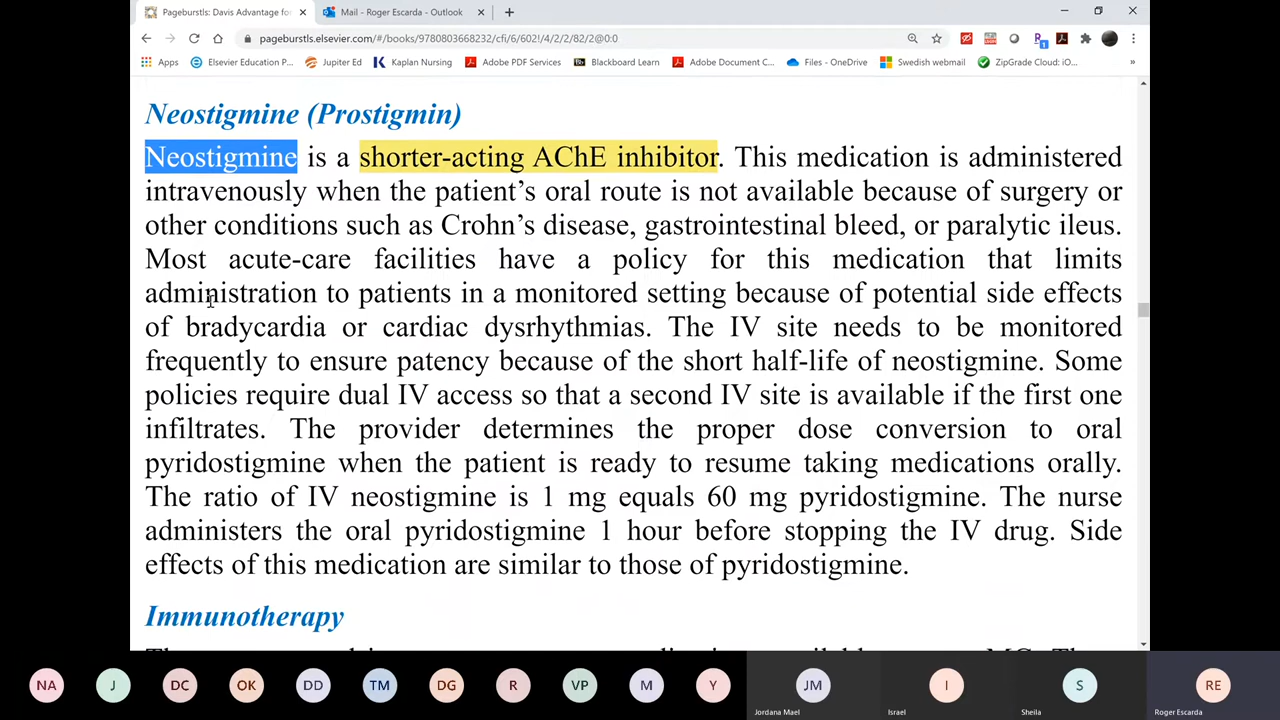 Pageburstls: Davis Advantage fo
Mail - Roger Escarda - Outlook
pageburstls.elsevier.com/#/books/9780803668232/cfi/6/602!/4/2/2/82/2@0:0
Apps Elsevier Education P... Jupiter Ed Kaplan Nursing Adobe PDF Services Blackboard Learn Adobe Document C... Files - OneDrive Swedish webmail ZipGrade Cloud: iO...
Neostigmine (Prostigmin)
Neostigmine is a shorter-acting AChE inhibitor. This medication is administered
intravenously when the patient’s oral route is not available because of surgery or
other conditions such as Crohn’s disease, gastrointestinal bleed, or paralytic ileus.
Most acute-care facilities have a policy for this medication that limits
administration to patients in a monitored setting because of potential side effects
of bradycardia or cardiac dysrhythmias. The IV site needs to be monitored
frequently to ensure patency because of the short half-life of neostigmine. Some
policies require dual IV access so that a second IV site is available if the first one
infiltrates. The provider determines the proper dose conversion to oral
pyridostigmine when the patient is ready to resume taking medications orally.
The ratio of IV neostigmine is 1 mg equals 60 mg pyridostigmine. The nurse
administers the oral pyridostigmine 1 hour before stopping the IV drug. Side
effects of this medication are similar to those of pyridostigmine.
Immunotherapy
NA J DC OK DD TM DG R VP M Y JM I S RE
Jordana Mael Israel Sheila Roger Escarda